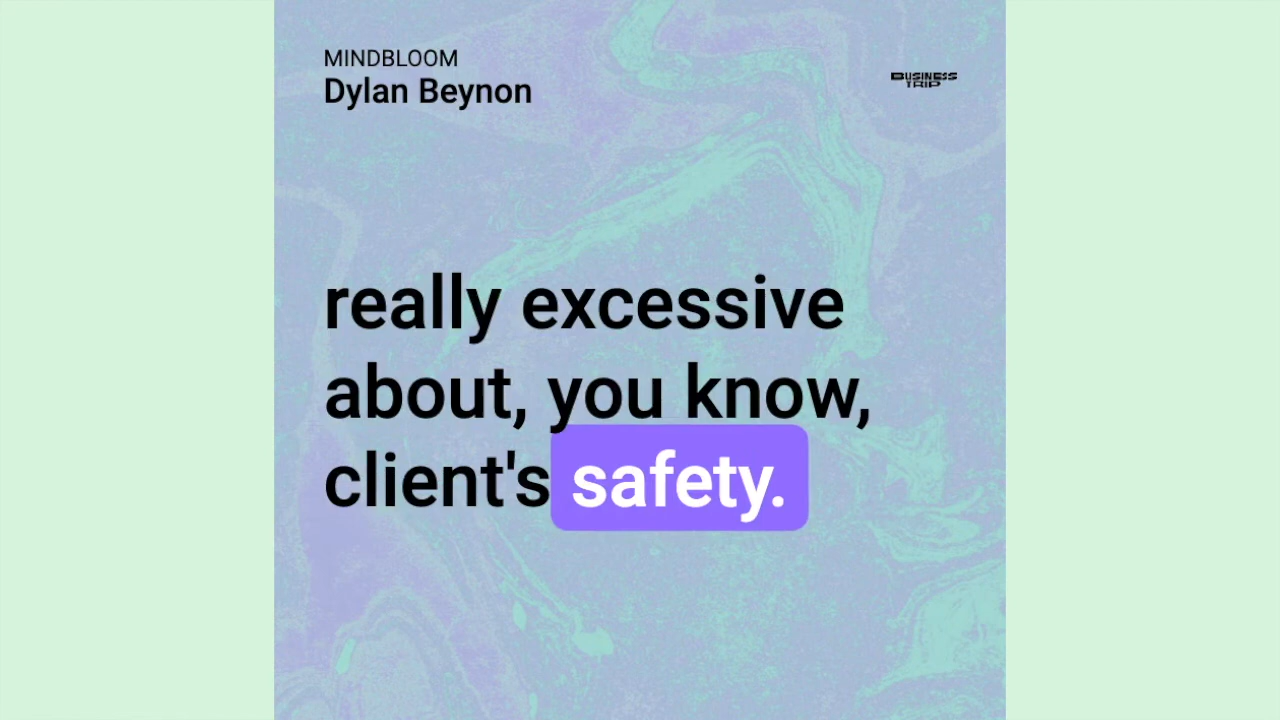 MINDBLOOM
Dylan Beynon
BUSINESS
TRIP
really excessive
about, you know,
client's safety.